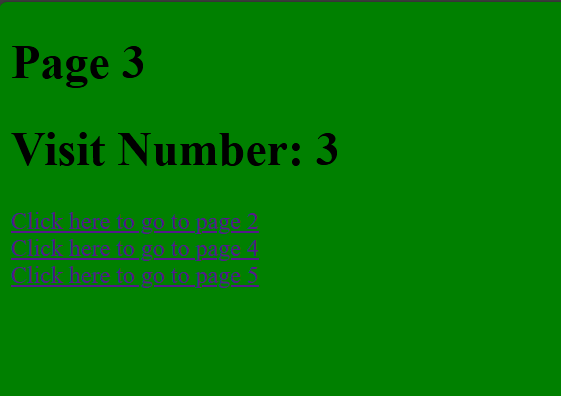 Page 3
Visit Number: 3
Click here to go to page 2
Click here to go to page 4
Click here to go to page 5